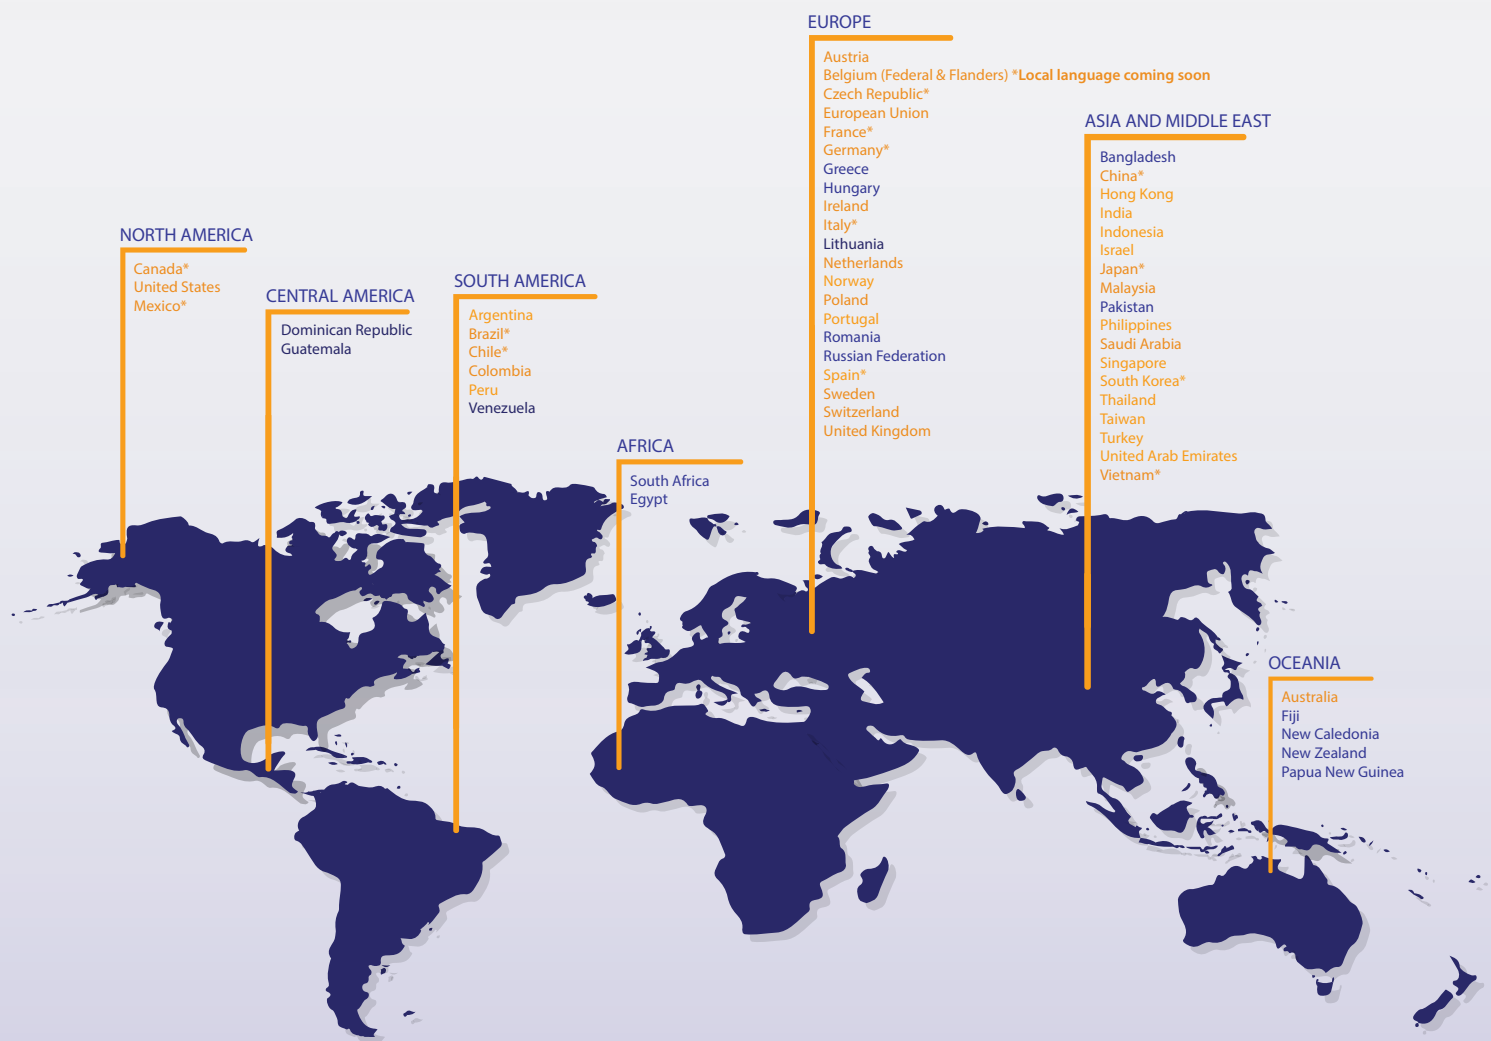 EUROPE
Austria
Belgium (Federal & Flanders) *Local language coming soon
Czech Republic*
European Union
France*
Germany*
Greece
Hungary
Ireland
Italy*
Lithuania
Netherlands
Norway
Poland
Portugal
Romania
Russian Federation
Spain*
Sweden
Switzerland
United Kingdom
ASIA AND MIDDLE EAST
Bangladesh
China*
Hong Kong
India
Indonesia
Israel
Japan*
Malaysia
Pakistan
Philippines
Saudi Arabia
Singapore
South Korea*
Thailand
Taiwan
Turkey
United Arab Emirates
Vietnam*
NORTH AMERICA
Canada*
United States
Mexico*
CENTRAL AMERICA
Dominican Republic
Guatemala
SOUTH AMERICA
Argentina
Brazil*
Chile*
Colombia
Peru
Venezuela
AFRICA
South Africa
Egypt
OCEANIA
Australia
Fiji
New Caledonia
New Zealand
Papua New Guinea